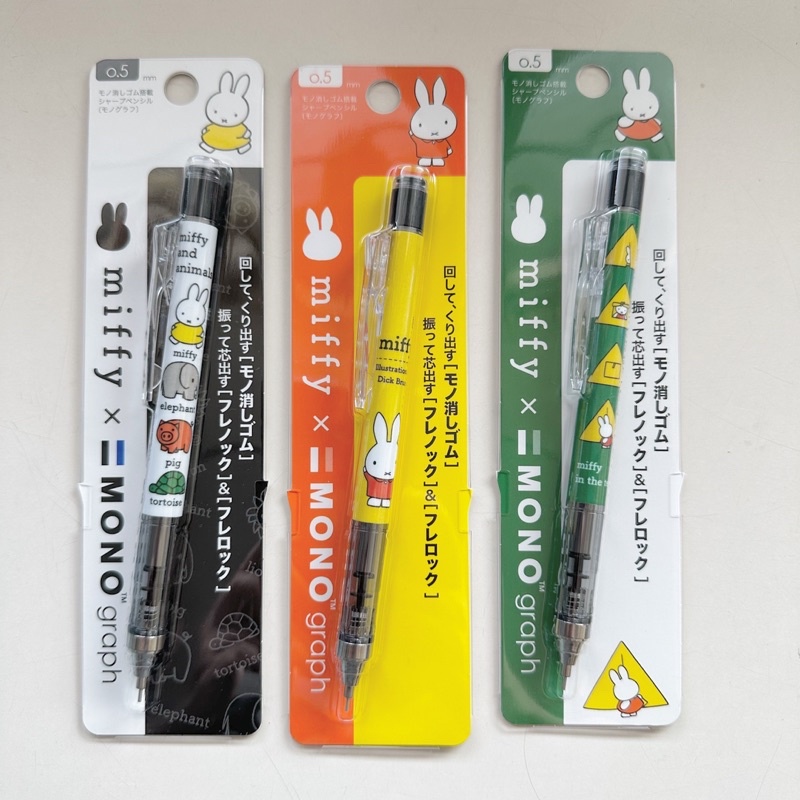 0.5 mm
モノ消しゴム搭載
シャープペンシル
(モノグラフ)
miffy × MONO™ graph
回して、くり出す[モノ消しゴム]
振って芯出す[フレノック]&[フレロック]
miffy
and
animals
miffy
elephant
pig
tortoise
tortoise
elephant
0.5 mm
モノ消しゴム搭載
シャープペンシル
(モノグラフ)
miffy × MONO™ graph
回して、くり出す[モノ消しゴム]
振って芯出す[フレノック]&[フレロック]
miff
Illustration
Dick Bru
0.5 mm
モノ消しゴム搭載
シャープペンシル
(モノグラフ)
miffy × MONO™ graph
回して、くり出す[モノ消しゴム]
振って芯出す[フレノック]&[フレロック]
miffy
in the